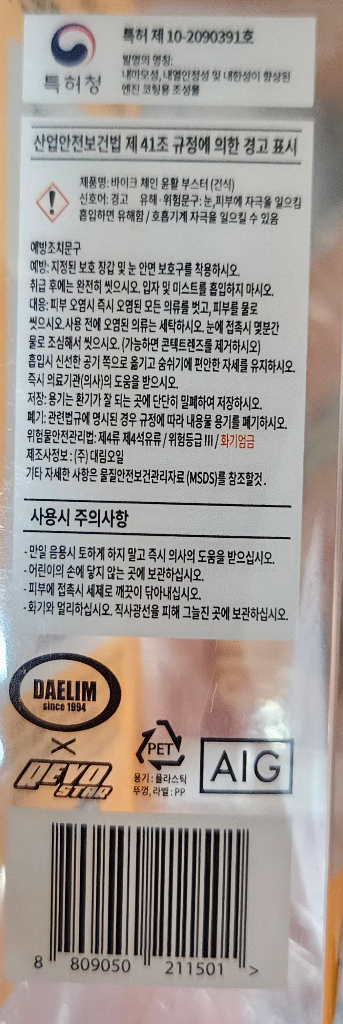 특허청
특허 제 10-2090391호
발명의 명칭:
내마모성, 내열안정성 및 내한성이 향상된
엔진 코팅용 조성물
산업안전보건법 제 41조 규정에 의한 경고 표시
제품명: 바이크 체인 윤활 부스터 (건식)
신호어: 경고 유해·위험문구: 눈,피부에 자극을 일으킴
흡입하면 유해함 / 호흡기계 자극을 일으킬 수 있음
예방조치문구
예방: 지정된 보호 장갑 및 눈 안면 보호구를 착용하시오.
취급 후에는 완전히 씻으시오. 입자 및 미스트를 흡입하지 마시오.
대응: 피부 오염시 즉시 오염된 모든 의류를 벗고, 피부를 물로
씻으시오.사용 전에 오염된 의류는 세탁하시오. 눈에 접촉시 몇분간
물로 조심해서 씻으시오. (가능하면 콘텍트렌즈를 제거하시오)
흡입시 신선한 공기 쪽으로 옮기고 숨쉬기에 편안한 자세를 유지하시오.
즉시 의료기관(의사)의 도움을 받으시오.
저장: 용기는 환기가 잘 되는 곳에 단단히 밀폐하여 저장하시오.
폐기: 관련법규에 명시된 경우 규정에 따라 내용물 용기를 폐기하시오.
위험물안전관리법: 제4류 제4석유류 / 위험등급 III / 화기엄금
제조사정보 : (주) 대림오일
기타 자세한 사항은 물질안전보건관리자료 (MSDS)를 참조할것.
사용시 주의사항
- 만일 음용시 토하게 하지 말고 즉시 의사의 도움을 받으십시오.
- 어린이의 손에 닿지 않는 곳에 보관하십시오.
- 피부에 접촉시 세제로 깨끗이 닦아내십시오.
- 화기와 멀리하십시오. 직사광선을 피해 그늘진 곳에 보관하십시오.
DAELIM
since 1994
X
REVO
STAR
PET
용기 : 플라스틱
뚜껑, 라벨 : PP
AIG
8 809050 211501 >